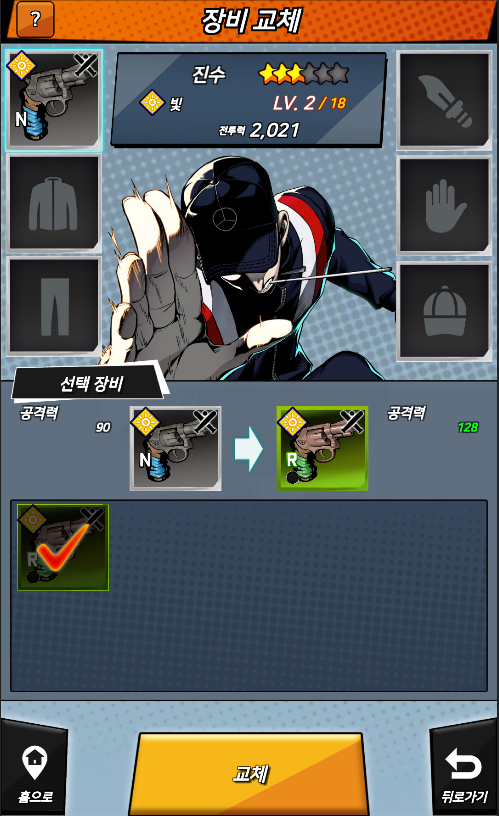 ?
장비 교체
N
진수
빛
LV. 2 / 18
전투력 2,021
선택 장비
공격력
90
N
R
공격력
128
R
교체
홈으로
뒤로가기